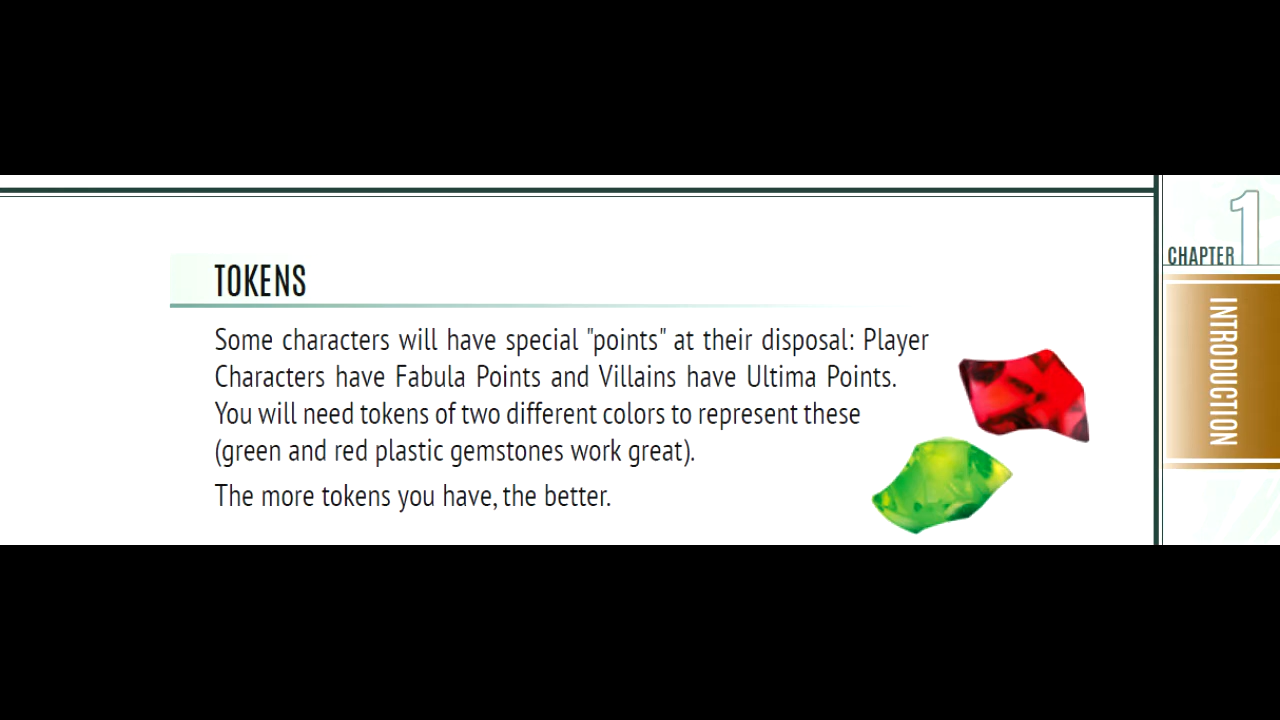 CHAPTER 1
INTRODUCTION
TOKENS
Some characters will have special "points" at their disposal: Player
Characters have Fabula Points and Villains have Ultima Points.
You will need tokens of two different colors to represent these
(green and red plastic gemstones work great).
The more tokens you have, the better.